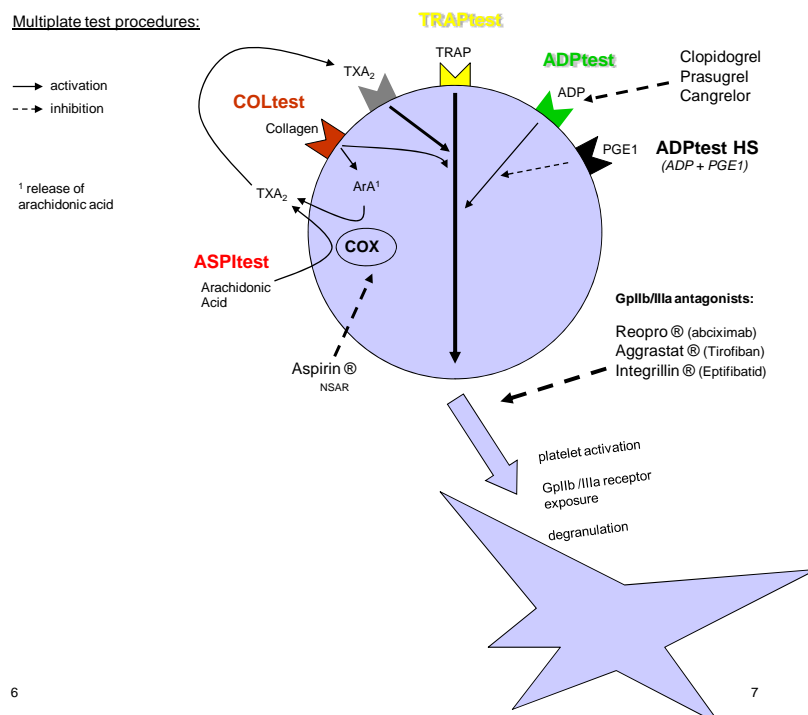 Multiplate test procedures:
activation
inhibition
¹ release of
arachidonic acid
TRAPtest
TRAP
TXA₂
ADPtest
ADP
Clopidogrel
Prasugrel
Cangrelor
COLtest
Collagen
PGE1
ADPtest HS
(ADP + PGE1)
TXA₂
ArA¹
COX
ASPItest
Arachidonic
Acid
Aspirin ®
NSAR
GpIIb/IIIa antagonists:
Reopro ® (abciximab)
Aggrastat ® (Tirofiban)
Integrillin ® (Eptifibatid)
platelet activation
GpIIb /IIIa receptor
exposure
degranulation
6
7